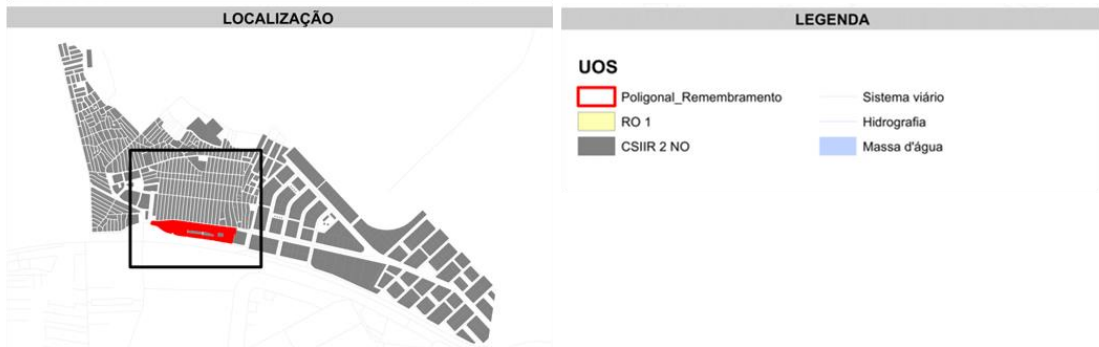 LOCALIZAÇÃO
LEGENDA
UOS
Poligonal_Remembramento
RO 1
CSIIR 2 NO
Sistema viário
Hidrografia
Massa d'água